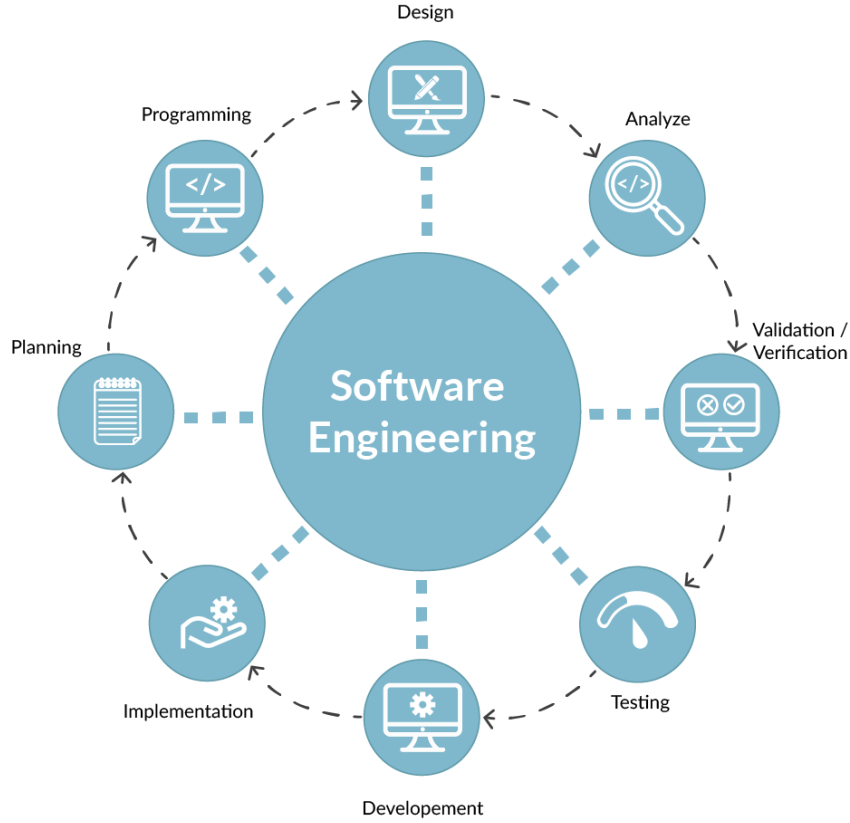 Design
Programming
Analyze
</>
</>
Validation /
Verification
Planning
Software
Engineering
Testing
Implementation
Developement